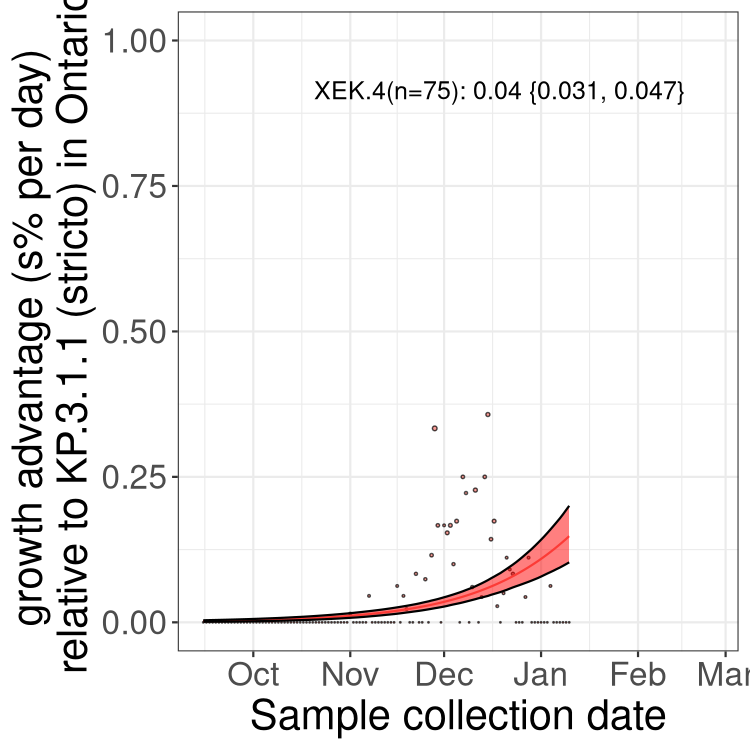 growth advantage (s% per day)
relative to KP.3.1.1 (stricto) in Ontario
1.00
XEK.4(n=75): 0.04 {0.031, 0.047}
0.75
0.50
0.25
0.00
Oct Nov Dec Jan Feb Mar
Sample collection date